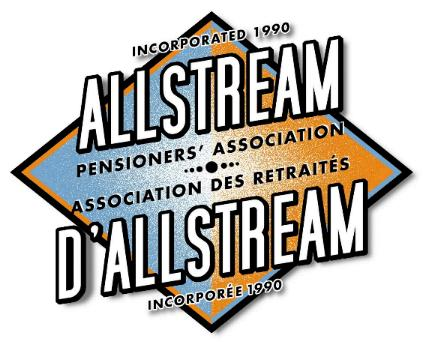 INCORPORATED 1990
ALLSTREAM
PENSIONERS' ASSOCIATION
ASSOCIATION DES RETRAITÉS
D'ALLSTREAM
INCORPORÉE 1990